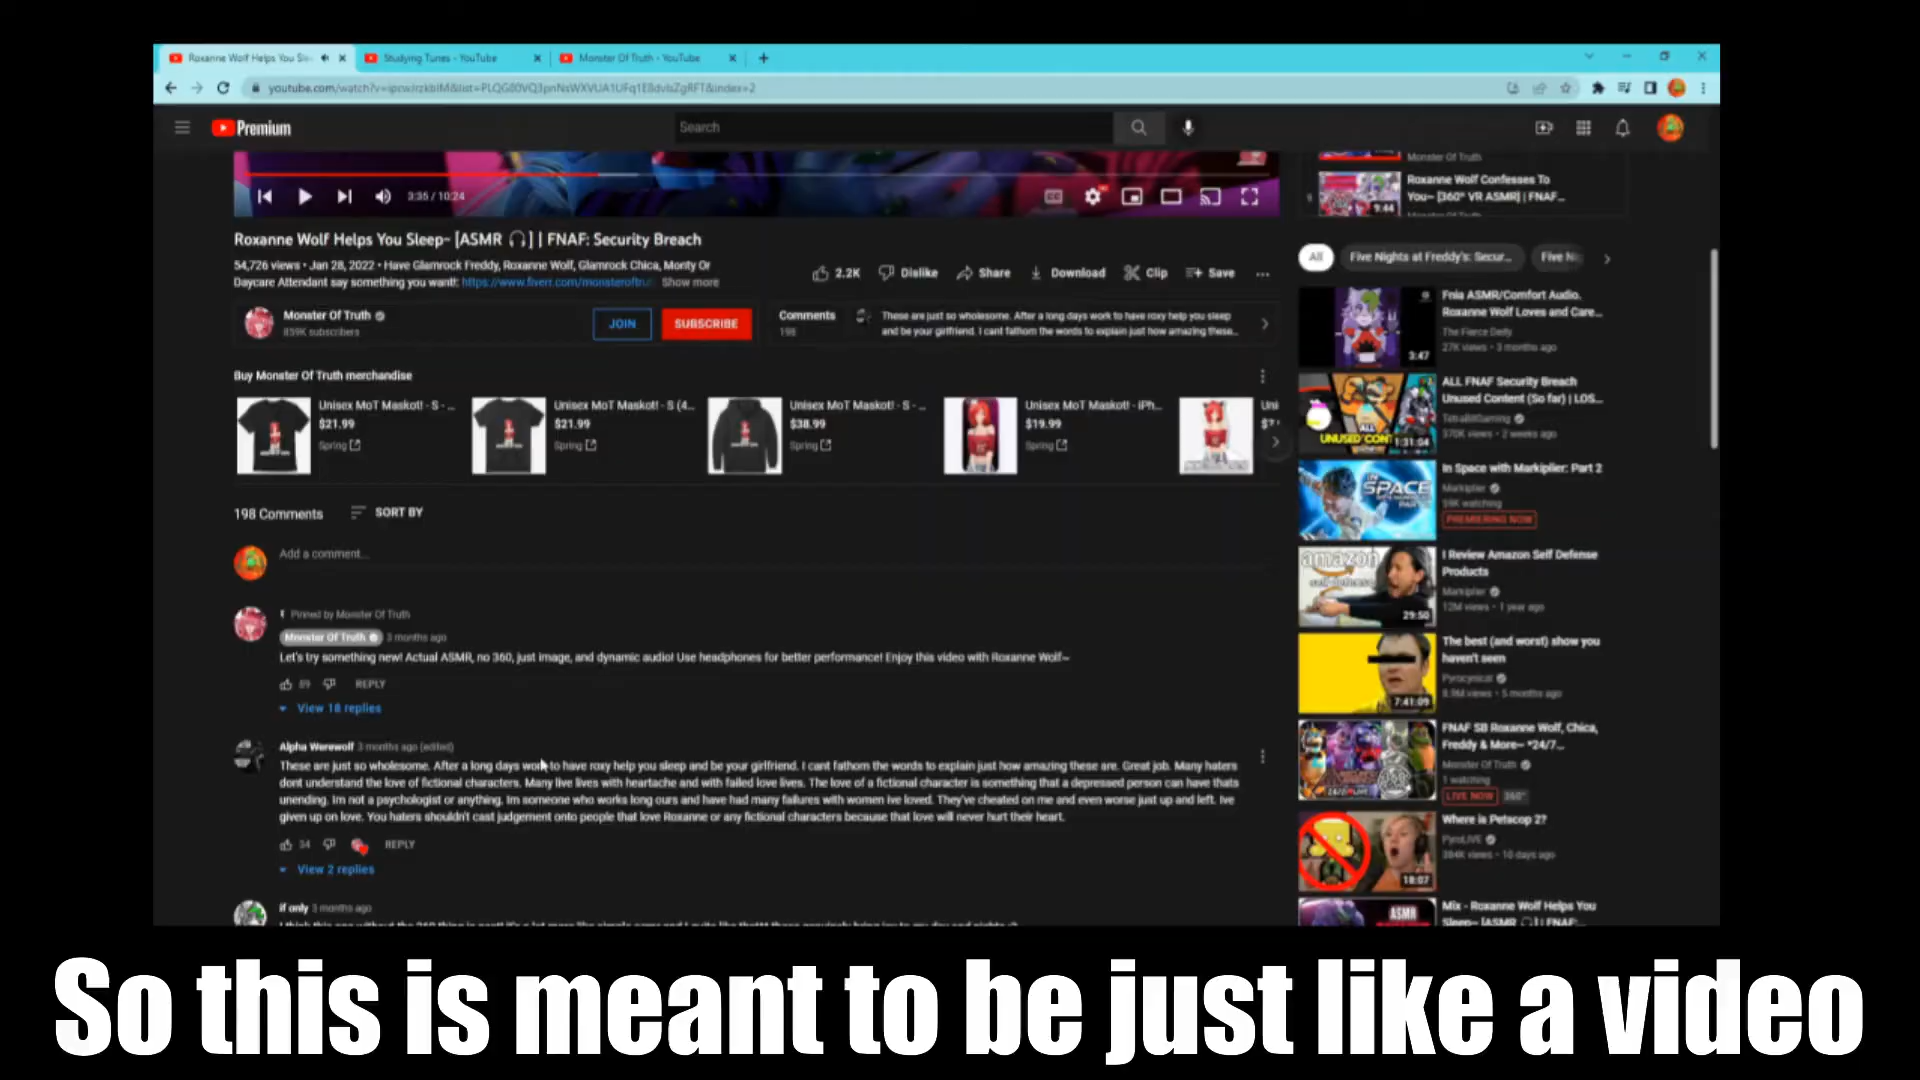 Roxanne Wolf Helps You Sle
Studying Tunes - YouTube
Monster Of Truth - YouTube
Premium
Search
3:35 / 10:24
Roxanne Wolf Helps You Sleep~ [ASMR 🎧] | FNAF: Security Breach
54,726 views • Jan 28, 2022 • Have Glamrock Freddy, Roxanne Wolf, Glamrock Chica, Monty Or
Daycare Attendant say something you want!: https://www.fiverr.com/monsteroftru
Show more
2.2K Dislike Share Download Clip Save ...
Monster Of Truth
859K subscribers
JOIN SUBSCRIBE
Comments
198
These are just so wholesome. After a long days work to have roxy help you sleep
and be your girlfriend. I cant fathom the words to explain just how amazing these...
Buy Monster Of Truth merchandise
Unisex MoT Maskot! - S - ...
$21.99
Spring
Unisex MoT Maskot! - S (4...
$21.99
Spring
Unisex MoT Maskot! - S - ...
$38.99
Spring
Unisex MoT Maskot! - iPh...
$19.99
Spring
Uni
198 Comments SORT BY
Add a comment...
Pinned by Monster Of Truth
Monster Of Truth 3 months ago
Let's try something new! Actual ASMR, no 360, just image, and dynamic audio! Use headphones for better performance! Enjoy this video with Roxanne Wolf~
89 REPLY
View 18 replies
Alpha Werewolf 3 months ago (edited)
These are just so wholesome. After a long days work to have roxy help you sleep and be your girlfriend. I cant fathom the words to explain just how amazing these are. Great job. Many haters
dont understand the love of fictional characters. Many live lives with heartache and with failed love lives. The love of a fictional character is something that a depressed person can have thats
unending. Im not a psychologist or anything. Im someone who works long ours and have had many failures with women ive loved. They've cheated on me and even worse just up and left. Ive
given up on love. You haters shouldn't cast judgement onto people that love Roxanne or any fictional characters because that love will never hurt their heart.
34 REPLY
View 2 replies
if only 3 months ago
Monster Of Truth
Roxanne Wolf Confesses To
You~ [360° VR ASMR] | FNAF...
9:44
All Five Nights at Freddy's: Secur... Five Ni
Fnia ASMR/Comfort Audio.
Roxanne Wolf Loves and Care...
The Fierce Deity
27K views • 3 months ago
3:47
ALL FNAF Security Breach
Unused Content (So far) | LOS...
TetraBitGaming
370K views • 2 weeks ago
ALL
UNUSED CONT
1:31:04
In Space with Markiplier: Part 2
Markiplier
59K watching
PREMIERING NOW
SPACE
I Review Amazon Self Defense
Products
Markiplier
12M views • 1 year ago
amazon
self defense
29:50
The best (and worst) show you
haven't seen
Pyrocynical
8.9M views • 5 months ago
7:41:09
FNAF SB Roxanne Wolf, Chica,
Freddy & More~ *24/7...
Monster Of Truth
1 watching
LIVE NOW 360°
Where is Petscop 2?
PyroLIVE
384K views • 10 days ago
18:07
Mix - Roxanne Wolf Helps You
Sleep~ [ASMR 🎧] | FNAF:...
ASMR
So this is meant to be just like a video